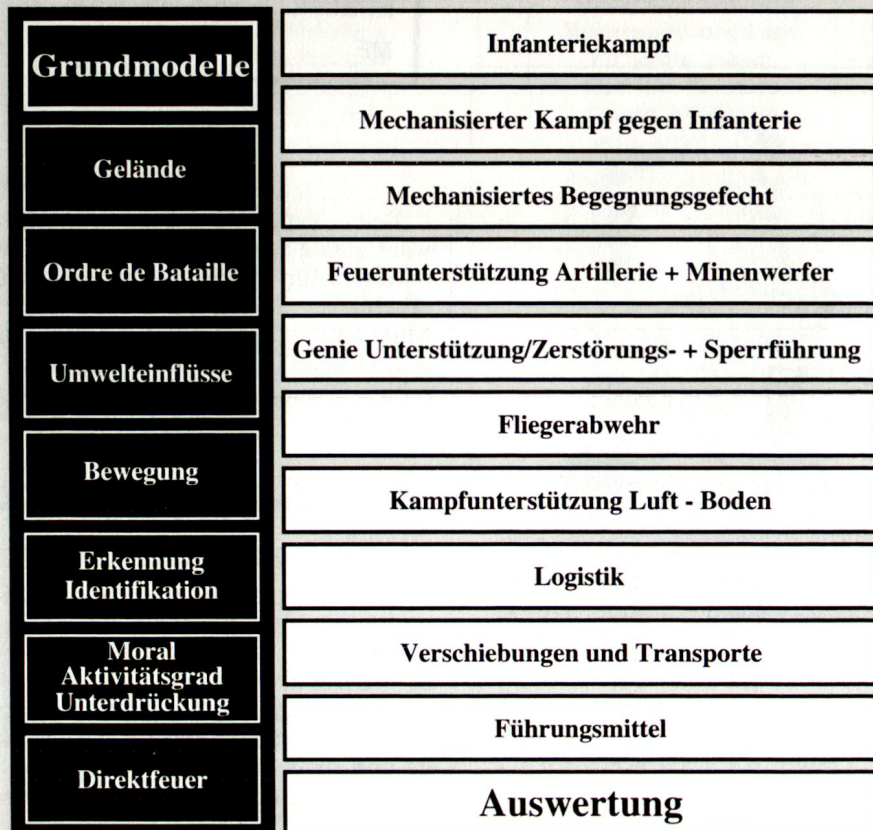 Grundmodelle
Gelände
Ordre de Bataille
Umwelteinflüsse
Bewegung
Erkennung
Identifikation
Moral
Aktivitätsgrad
Unterdrückung
Direktfeuer
Infanteriekampf
Mechanisierter Kampf gegen Infanterie
Mechanisiertes Begegnungsgefecht
Feuerunterstützung Artillerie + Minenwerfer
Genie Unterstützung/Zerstörungs- + Sperrführung
Fliegerabwehr
Kampfunterstützung Luft - Boden
Logistik
Verschiebungen und Transporte
Führungsmittel
Auswertung